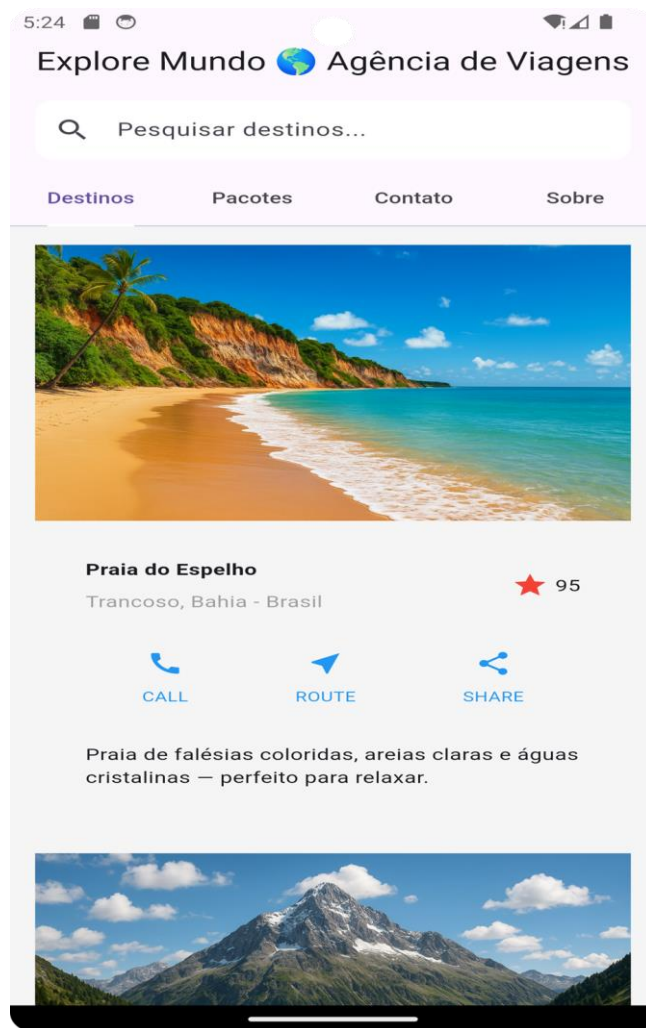 5:24
Explore Mundo 🌎 Agência de Viagens
Pesquisar destinos...
Destinos Pacotes Contato Sobre
Praia do Espelho
95
Trancoso, Bahia - Brasil
CALL ROUTE SHARE
Praia de falésias coloridas, areias claras e águas
cristalinas — perfeito para relaxar.